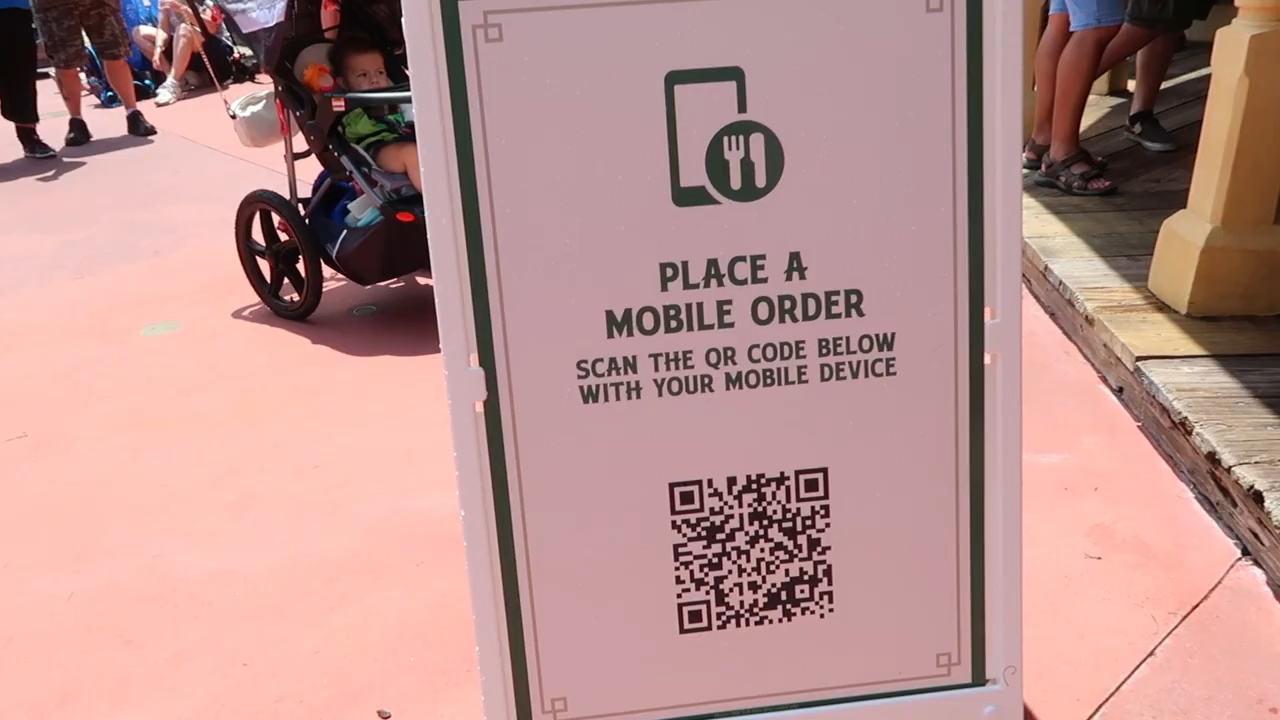 PLACE A
MOBILE ORDER
SCAN THE QR CODE BELOW
WITH YOUR MOBILE DEVICE